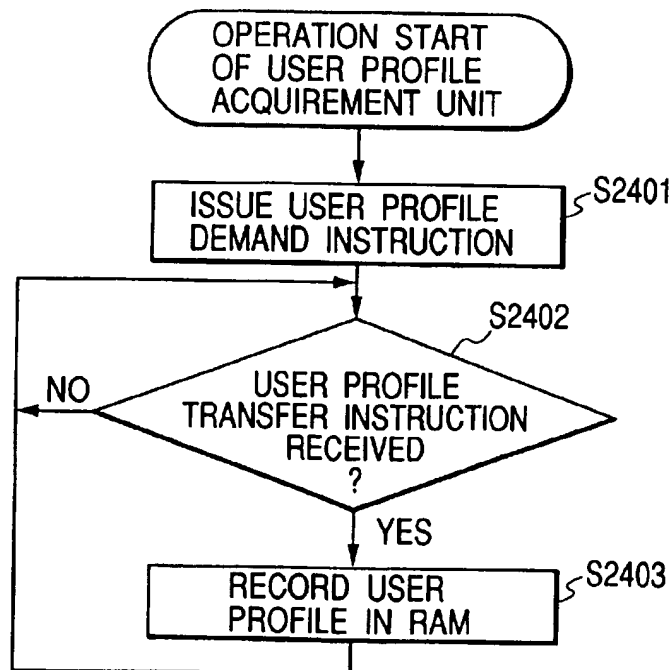 OPERATION START
OF USER PROFILE
ACQUIREMENT UNIT
S2401
ISSUE USER PROFILE
DEMAND INSTRUCTION
S2402
NO
USER PROFILE
TRANSFER INSTRUCTION
RECEIVED
?
YES
S2403
RECORD USER
PROFILE IN RAM